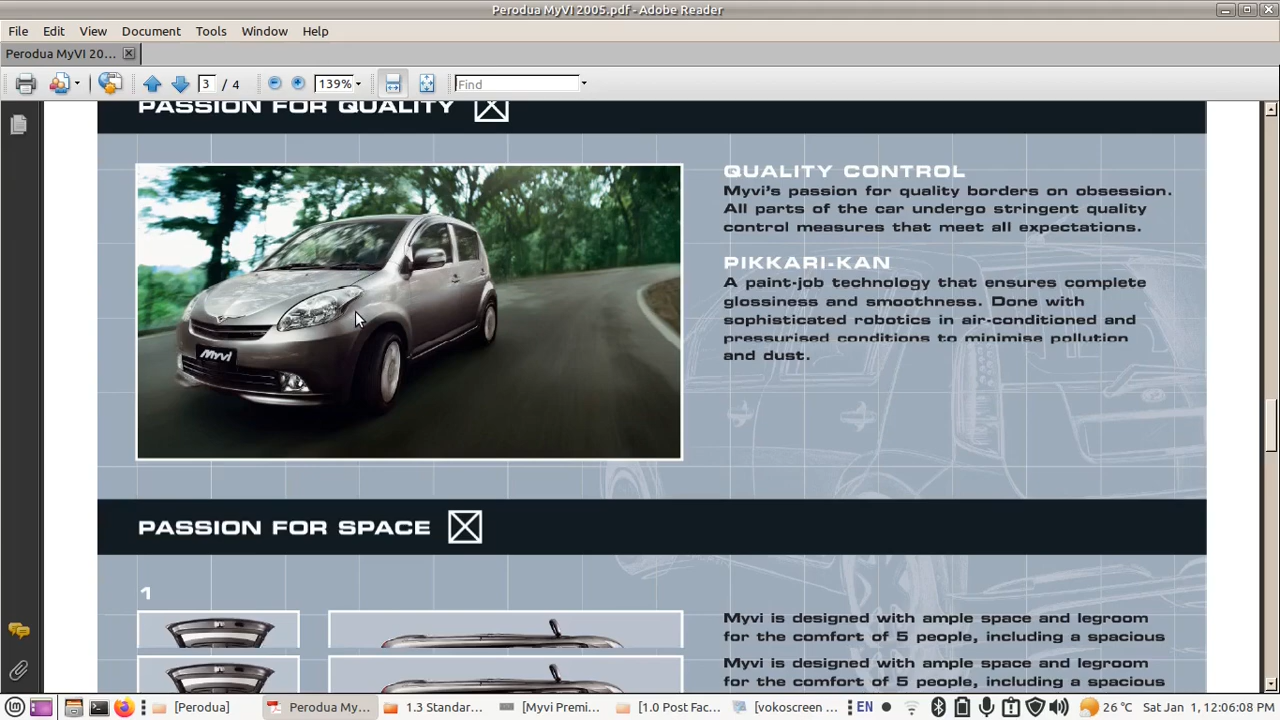 Perodua MyVI 2005.pdf - Adobe Reader
File Edit View Document Tools Window Help
Perodua MyVI 20...
3 / 4 139% Find
PASSION FOR QUALITY
QUALITY CONTROL
Myvi's passion for quality borders on obsession.
All parts of the car undergo stringent quality
control measures that meet all expectations.
PIKKARI-KAN
A paint-job technology that ensures complete
glossiness and smoothness. Done with
sophisticated robotics in air-conditioned and
pressurised conditions to minimise pollution
and dust.
Myvi
PASSION FOR SPACE
1
Myvi is designed with ample space and legroom
for the comfort of 5 people, including a spacious
Myvi is designed with ample space and legroom
for the comfort of 5 people, including a spacious
[Perodua] Perodua My... 1.3 Standar... [Myvi Premi... [1.0 Post Fac... [vokoscreen ... EN 26 °C Sat Jan 1, 12:06:08 PM